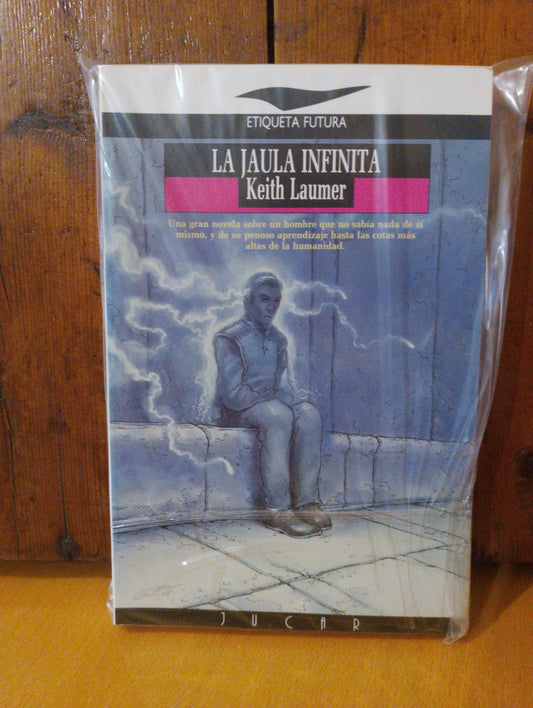 ETIQUETA FUTURA
LA JAULA INFINITA
Keith Laumer
Una gran novela sobre un hombre que no sabía nada de sí
mismo, y de su penoso aprendizaje hasta las cotas más
altas de la humanidad.
JUCAR